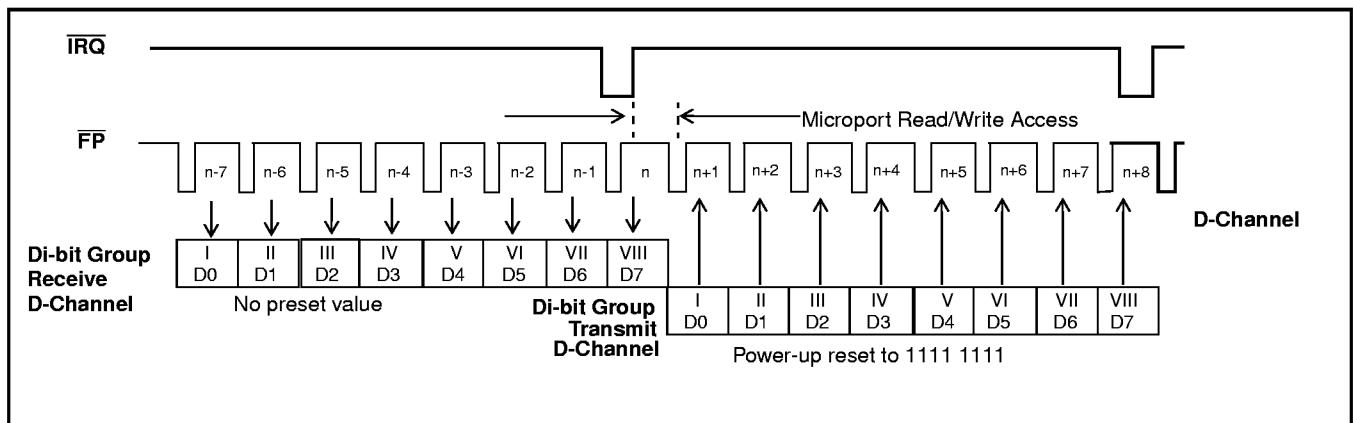 IRQ
Microport Read/Write Access
FP
n-7 n-6 n-5 n-4 n-3 n-2 n-1 n n+1 n+2 n+3 n+4 n+5 n+6 n+7 n+8
D-Channel
Di-bit Group
Receive
D-Channel
I II III IV V VI VII VIII
D0 D1 D2 D3 D4 D5 D6 D7
No preset value
Di-bit Group
Transmit
D-Channel
I II III IV V VI VII VIII
D0 D1 D2 D3 D4 D5 D6 D7
Power-up reset to 1111 1111